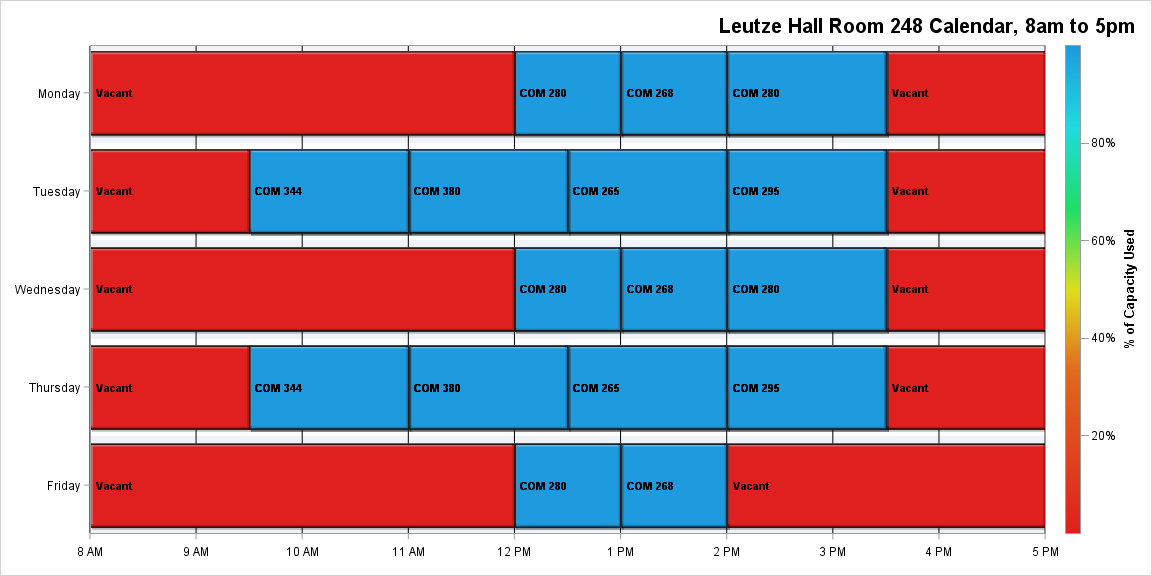 Leutze Hall Room 248 Calendar, 8am to 5pm
Monday
Vacant
COM 280
COM 268
COM 280
Vacant
Tuesday
Vacant
COM 344
COM 380
COM 265
COM 295
Vacant
Wednesday
Vacant
COM 280
COM 268
COM 280
Vacant
Thursday
Vacant
COM 344
COM 380
COM 265
COM 295
Vacant
Friday
Vacant
COM 280
COM 268
Vacant
8 AM
9 AM
10 AM
11 AM
12 PM
1 PM
2 PM
3 PM
4 PM
5 PM
80%
60%
40%
20%
% of Capacity Used